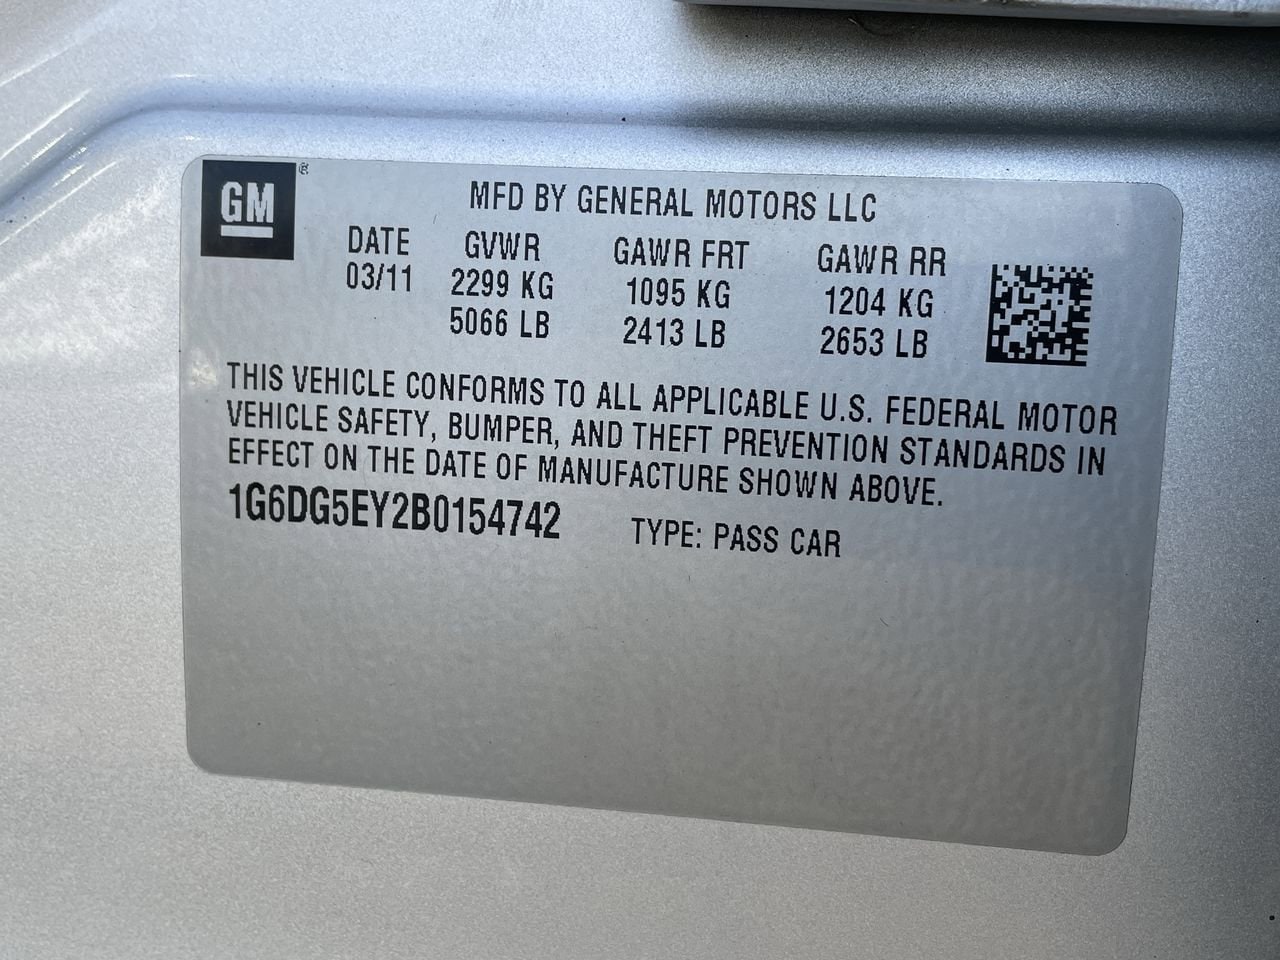 GM®
MFD BY GENERAL MOTORS LLC
DATE GVWR GAWR FRT GAWR RR
03/11 2299 KG 1095 KG 1204 KG
5066 LB 2413 LB 2653 LB
THIS VEHICLE CONFORMS TO ALL APPLICABLE U.S. FEDERAL MOTOR
VEHICLE SAFETY, BUMPER, AND THEFT PREVENTION STANDARDS IN
EFFECT ON THE DATE OF MANUFACTURE SHOWN ABOVE.
1G6DG5EY2B0154742 TYPE: PASS CAR